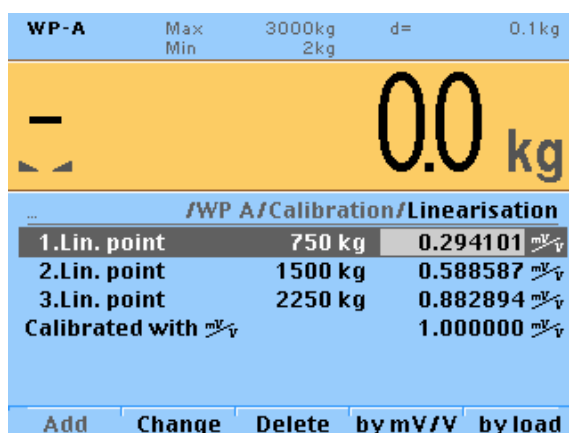 WP-A Max 3000kg d= 0.1kg
Min 2kg
– 0.0 kg
... /WP A/Calibration/Linearisation
1.Lin. point 750 kg 0.294101 mV/V
2.Lin. point 1500 kg 0.588587 mV/V
3.Lin. point 2250 kg 0.882894 mV/V
Calibrated with mV/V 1.000000 mV/V
Add Change Delete by mV/V by load